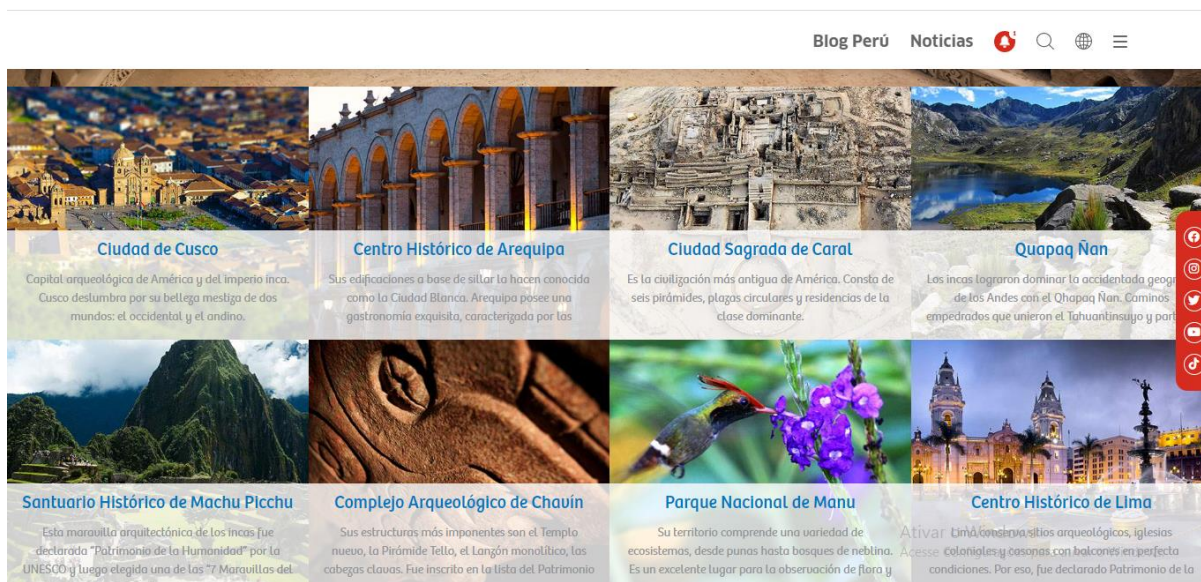 Blog Perú Noticias
Ciudad de Cusco
Capital arqueológica de América y del imperio inca.
Cusco deslumbra por su belleza mestiza de dos
mundos: el occidental y el andino.
Centro Histórico de Arequipa
Sus edificaciones a base de sillar la hacen conocida
como la Ciudad Blanca. Arequipa posee una
gastronomía exquisita, caracterizada por las
Ciudad Sagrada de Caral
Es la civilización más antigua de América. Consta de
seis pirámides, plazas circulares y residencias de la
clase dominante.
Quapaq Ñan
Los incas lograron dominar la accidentada geogr
de los Andes con el Qhapaq Ñan. Caminos
empedrados que unieron el Tahuantinsuyo y part
Santuario Histórico de Machu Picchu
Esta maravilla arquitectónica de los incas fue
declarada "Patrimonio de la Humanidad" por la
UNESCO y luego elegida una de las "7 Maravillas del
Complejo Arqueológico de Chavín
Sus estructuras más imponentes son el Templo
nuevo, la Pirámide Tello, el Lanzón monolítico, las
cabezas clavas. Fue inscrito en la lista del Patrimonio
Parque Nacional de Manu
Su territorio comprende una variedad de
ecosistemas, desde punas hasta bosques de neblina.
Es un excelente lugar para la observación de flora y
Centro Histórico de Lima
Lima conserva sitios arqueológicos, iglesias
coloniales y casonas con balcones en perfecta
condiciones. Por eso, fue declarado Patrimonio de la
Ativar o Windows
Acesse